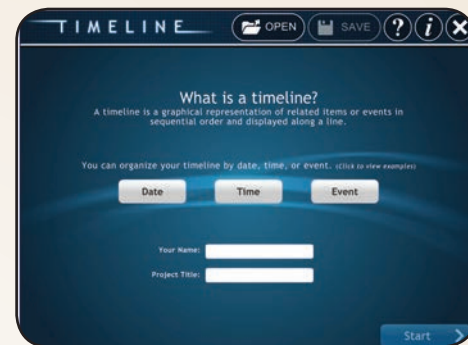 TIMELINE
OPEN
SAVE
?
i
What is a timeline?
A timeline is a graphical representation of related items or events in
sequential order and displayed along a line.
You can organize your timeline by date, time, or event. (Click to view examples)
Date
Time
Event
Your Name:
Project Title:
Start